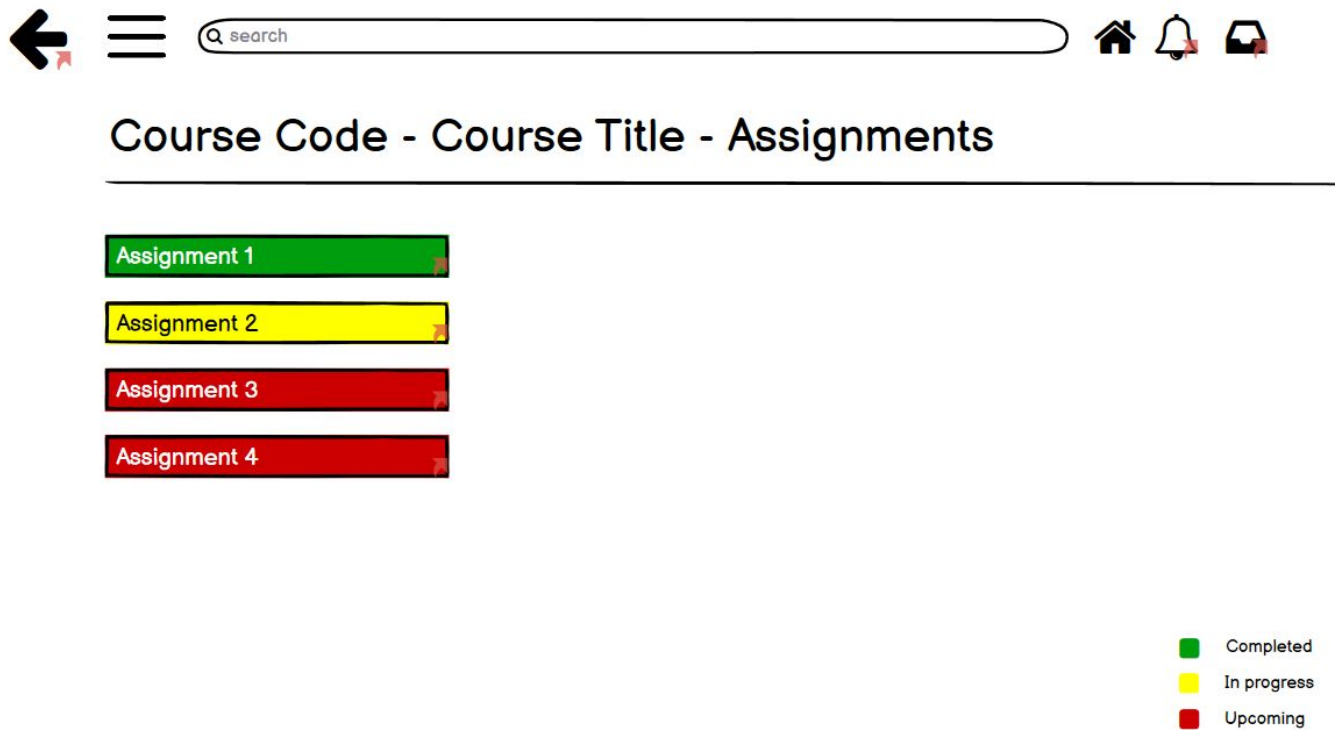 search
Course Code - Course Title - Assignments
Assignment 1
Assignment 2
Assignment 3
Assignment 4
Completed
In progress
Upcoming